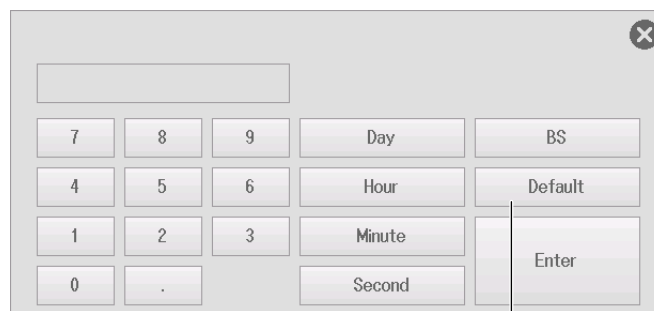 7 8 9 Day BS
4 5 6 Hour Default
1 2 3 Minute
Enter
0 . Second